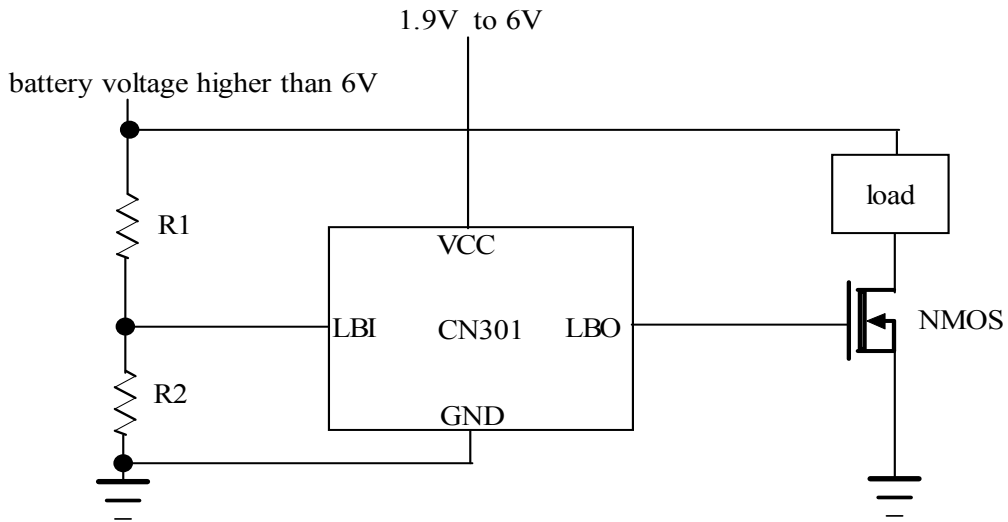 1.9V to 6V
battery voltage higher than 6V
load
R1
VCC
LBI
CN301
LBO
NMOS
R2
GND